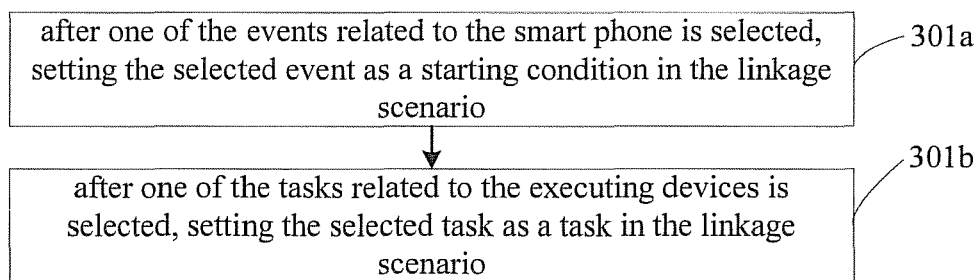 after one of the events related to the smart phone is selected,
setting the selected event as a starting condition in the linkage
scenario
301a
after one of the tasks related to the executing devices is
selected, setting the selected task as a task in the linkage
scenario
301b